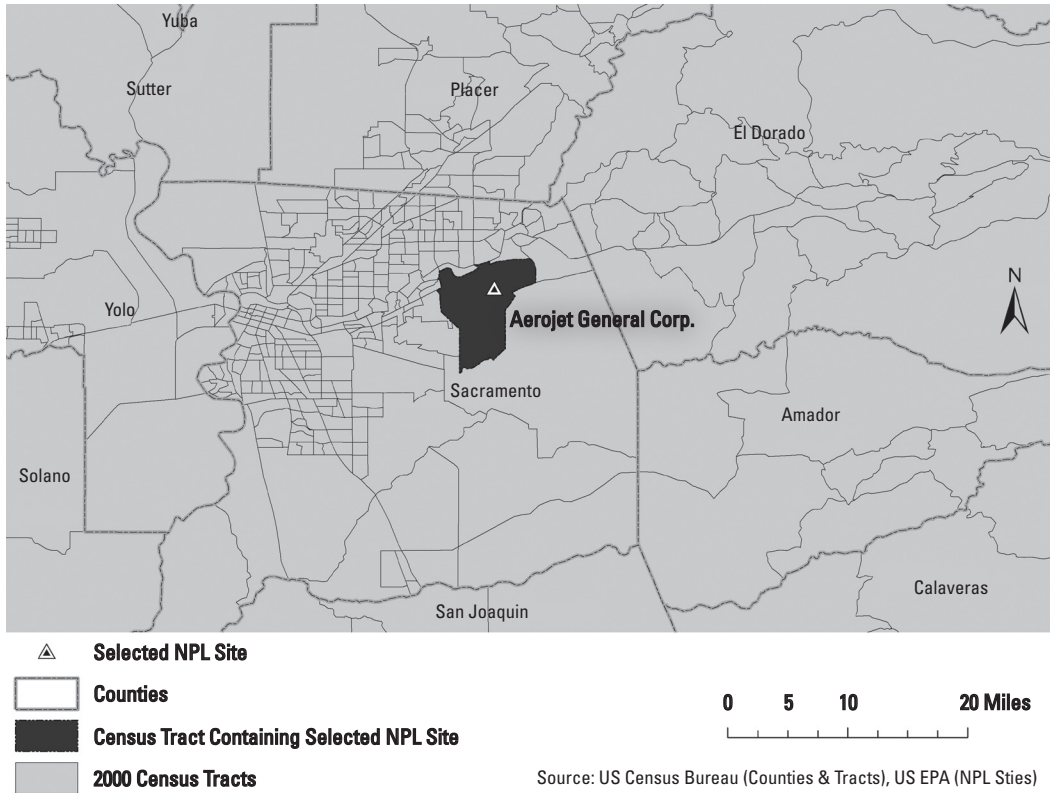 Yuba
Sutter
Placer
El Dorado
N
Yolo
Aerojet General Corp.
Sacramento
Amador
Solano
Calaveras
San Joaquin
Selected NPL Site
Counties
0 5 10 20 Miles
Census Tract Containing Selected NPL Site
2000 Census Tracts
Source: US Census Bureau (Counties & Tracts), US EPA (NPL Sties)